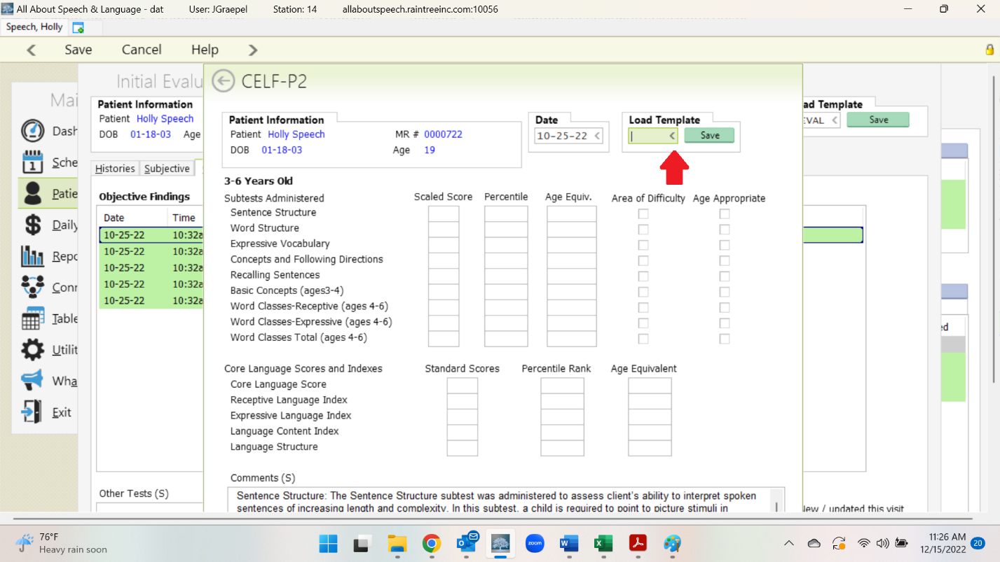 All About Speech & Language - dat User: JGraepel Station: 14 allaboutspeech.raintreeinc.com:10056
Speech, Holly
Save Cancel Help
Initial Evalu
CELF-P2
Mai
Dash
Sche
Patie
Daily
Repo
Conn
Table
Utilit
Wha
Exit
Patient Information
Patient Holly Speech
DOB 01-18-03 Age
Histories Subjective
Objective Findings
Date Time
10-25-22 10:32a
10-25-22 10:32a
10-25-22 10:32a
10-25-22 10:32a
10-25-22 10:32a
Other Tests (S)
Patient Information
Patient Holly Speech MR # 0000722
DOB 01-18-03 Age 19
Date
10-25-22
Load Template
Save
ad Template
EVAL Save
3-6 Years Old
Subtests Administered Scaled Score Percentile Age Equiv. Area of Difficulty Age Appropriate
Sentence Structure
Word Structure
Expressive Vocabulary
Concepts and Following Directions
Recalling Sentences
Basic Concepts (ages3-4)
Word Classes-Receptive (ages 4-6)
Word Classes-Expressive (ages 4-6)
Word Classes Total (ages 4-6)
Core Language Scores and Indexes Standard Scores Percentile Rank Age Equivalent
Core Language Score
Receptive Language Index
Expressive Language Index
Language Content Index
Language Structure
Comments (S)
Sentence Structure: The Sentence Structure subtest was administered to assess client's ability to interpret spoken
sentences of increasing length and complexity. In this subtest, a child is required to point to picture stimuli in
ed
New / updated this visit
76°F
Heavy rain soon
zoom
11:26 AM
12/15/2022
20